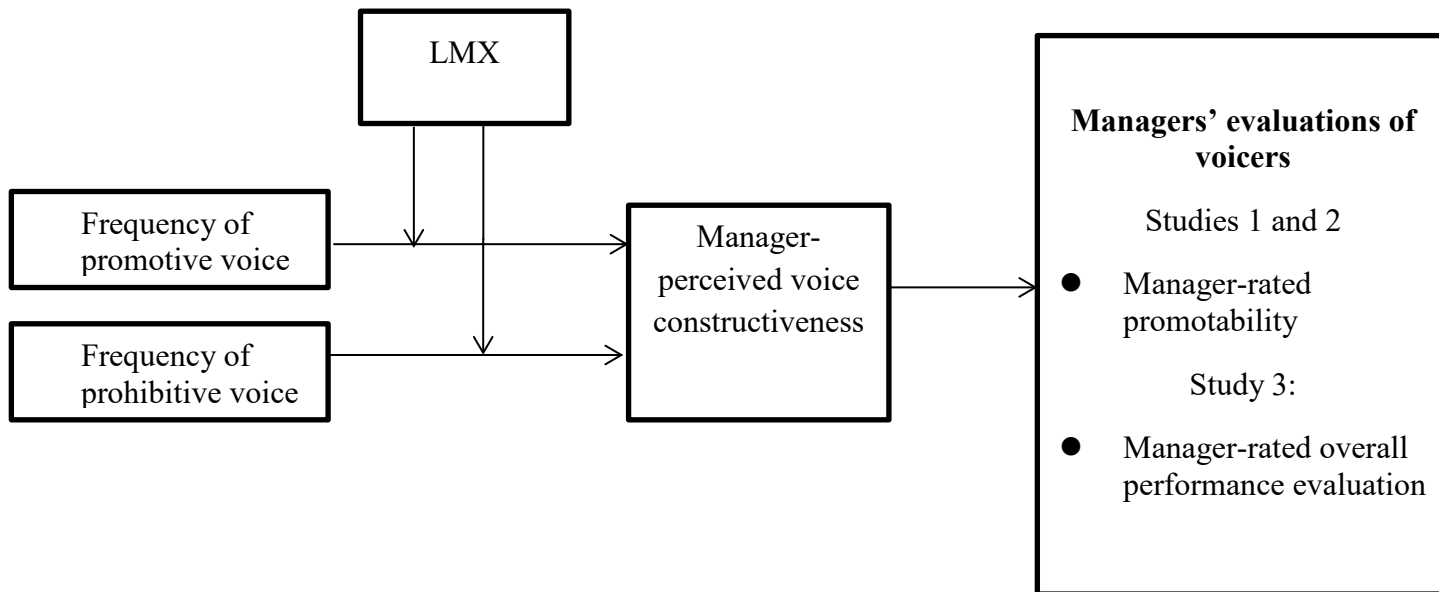 LMX
Frequency of
promotive voice
Frequency of
prohibitive voice
Manager-
perceived voice
constructiveness
Managers’ evaluations of
voicers
Studies 1 and 2
● Manager-rated
promotability
Study 3:
● Manager-rated overall
performance evaluation